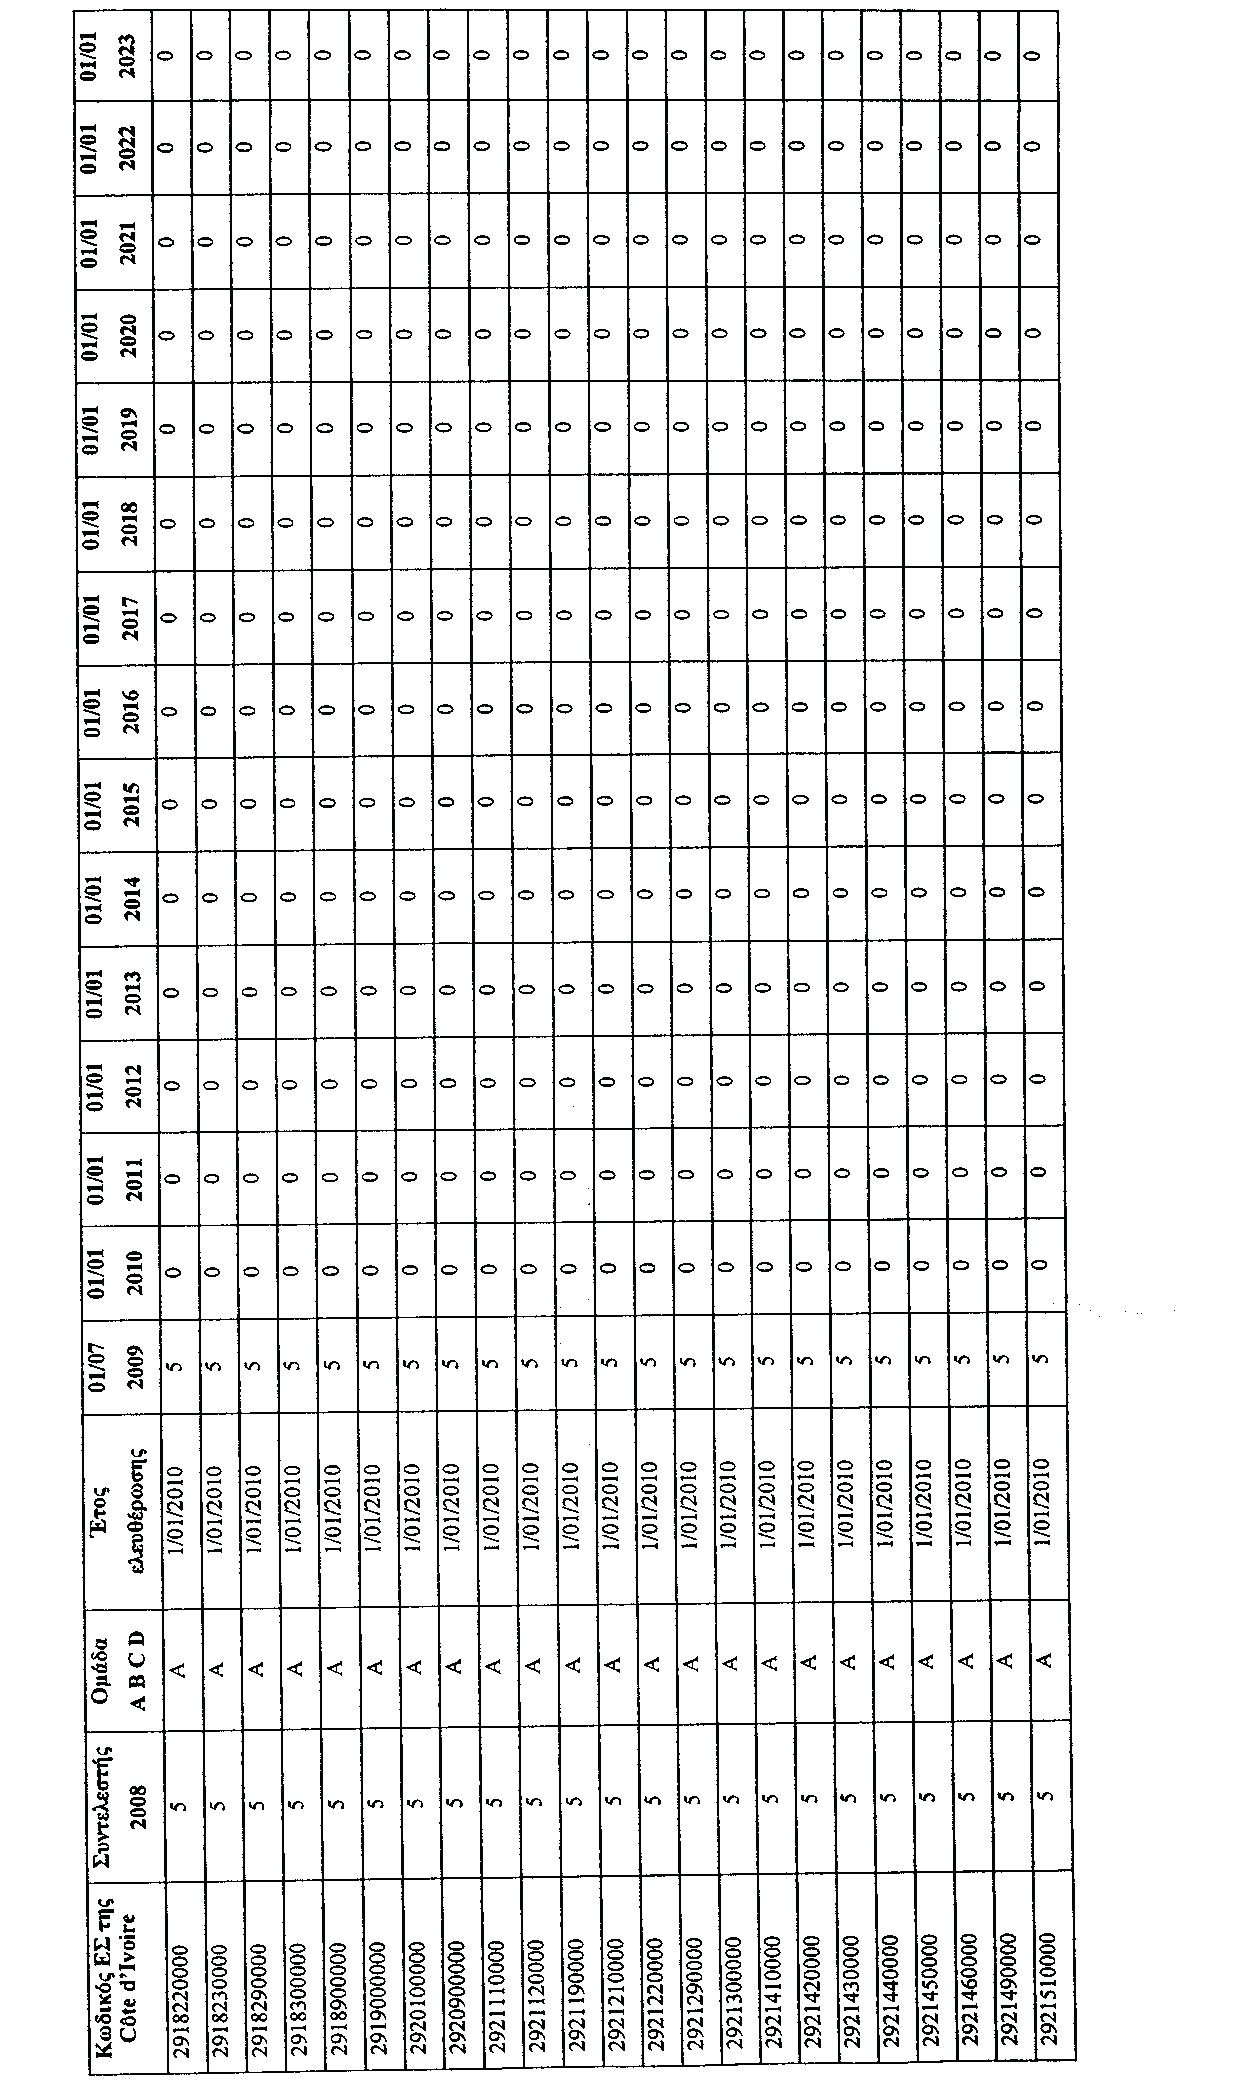 Κωδικός ΕΣ της Côte d'Ivoire Συντελεστής 2008 Ομάδα A B C D Έτος ελευθέρωσης 01/07 2009 01/01 2010 01/01 2011 01/01 2012 01/01 2013 01/01 2014 01/01 2015 01/01 2016 01/01 2017 01/01 2018 01/01 2019 01/01 2020 01/01 2021 01/01 2022 01/01 2023
2918220000 5 A 1/01/2010 5 0 0 0 0 0 0 0 0 0 0 0 0 0 0
2918230000 5 A 1/01/2010 5 0 0 0 0 0 0 0 0 0 0 0 0 0 0
2918290000 5 A 1/01/2010 5 0 0 0 0 0 0 0 0 0 0 0 0 0 0
2918300000 5 A 1/01/2010 5 0 0 0 0 0 0 0 0 0 0 0 0 0 0
2918900000 5 A 1/01/2010 5 0 0 0 0 0 0 0 0 0 0 0 0 0 0
2919000000 5 A 1/01/2010 5 0 0 0 0 0 0 0 0 0 0 0 0 0 0
2920100000 5 A 1/01/2010 5 0 0 0 0 0 0 0 0 0 0 0 0 0 0
2920900000 5 A 1/01/2010 5 0 0 0 0 0 0 0 0 0 0 0 0 0 0
2921110000 5 A 1/01/2010 5 0 0 0 0 0 0 0 0 0 0 0 0 0 0
2921120000 5 A 1/01/2010 5 0 0 0 0 0 0 0 0 0 0 0 0 0 0
2921190000 5 A 1/01/2010 5 0 0 0 0 0 0 0 0 0 0 0 0 0 0
2921210000 5 A 1/01/2010 5 0 0 0 0 0 0 0 0 0 0 0 0 0 0
2921220000 5 A 1/01/2010 5 0 0 0 0 0 0 0 0 0 0 0 0 0 0
2921290000 5 A 1/01/2010 5 0 0 0 0 0 0 0 0 0 0 0 0 0 0
2921300000 5 A 1/01/2010 5 0 0 0 0 0 0 0 0 0 0 0 0 0 0
2921410000 5 A 1/01/2010 5 0 0 0 0 0 0 0 0 0 0 0 0 0 0
2921420000 5 A 1/01/2010 5 0 0 0 0 0 0 0 0 0 0 0 0 0 0
2921430000 5 A 1/01/2010 5 0 0 0 0 0 0 0 0 0 0 0 0 0 0
2921440000 5 A 1/01/2010 5 0 0 0 0 0 0 0 0 0 0 0 0 0 0
2921450000 5 A 1/01/2010 5 0 0 0 0 0 0 0 0 0 0 0 0 0 0
2921460000 5 A 1/01/2010 5 0 0 0 0 0 0 0 0 0 0 0 0 0 0
2921490000 5 A 1/01/2010 5 0 0 0 0 0 0 0 0 0 0 0 0 0 0
2921510000 5 A 1/01/2010 5 0 0 0 0 0 0 0 0 0 0 0 0 0 0